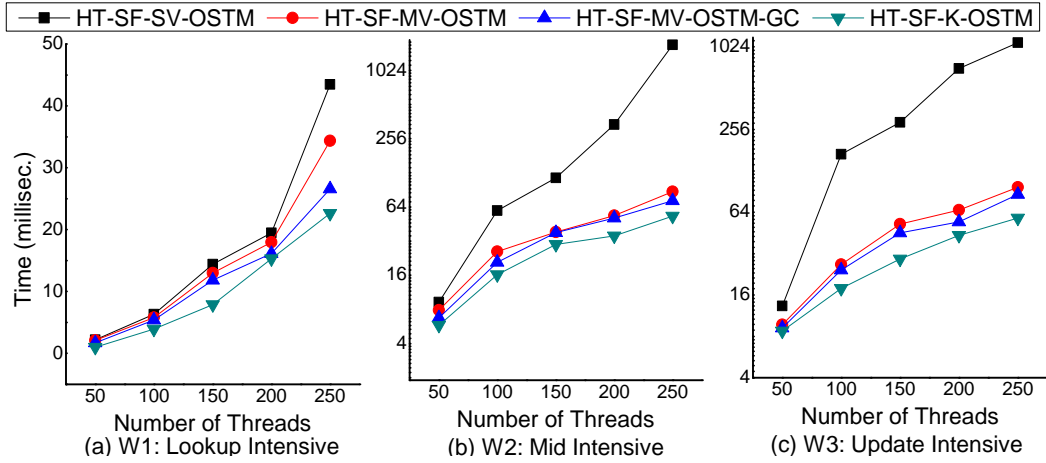 HT-SF-SV-OSTM HT-SF-MV-OSTM HT-SF-MV-OSTM-GC HT-SF-K-OSTM
Time (millisec.)
50
40
30
20
10
0
50 100 150 200 250
Number of Threads
(a) W1: Lookup Intensive
1024
256
64
16
4
50 100 150 200 250
Number of Threads
(b) W2: Mid Intensive
1024
256
64
16
4
50 100 150 200 250
Number of Threads
(c) W3: Update Intensive